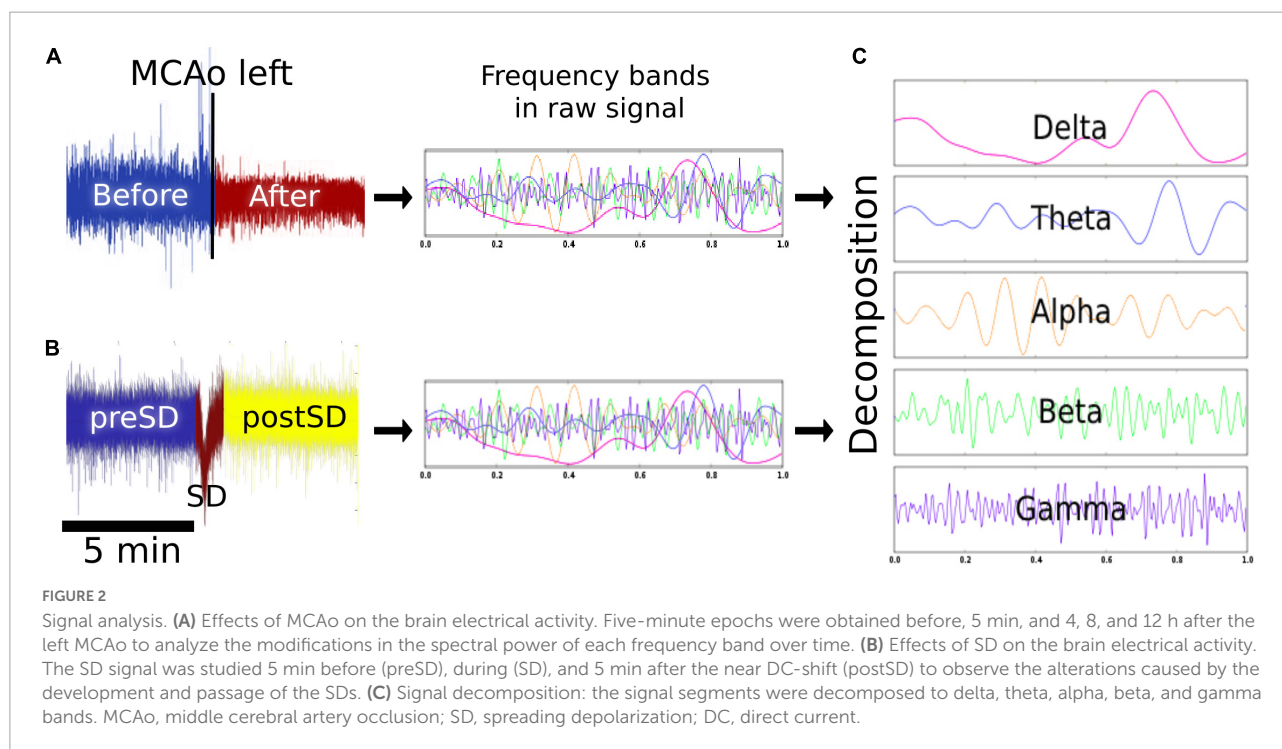 A
MCAo left
Before
After
Frequency bands
in raw signal
0.0 0.2 0.4 0.6 0.8 1.0
B
preSD
postSD
SD
5 min
0.0 0.2 0.4 0.6 0.8 1.0
C
Decomposition
Delta
Theta
Alpha
Beta
Gamma
0.0 0.2 0.4 0.6 0.8 1.0
FIGURE 2
Signal analysis. (A) Effects of MCAo on the brain electrical activity. Five-minute epochs were obtained before, 5 min, and 4, 8, and 12 h after the
left MCAo to analyze the modifications in the spectral power of each frequency band over time. (B) Effects of SD on the brain electrical activity.
The SD signal was studied 5 min before (preSD), during (SD), and 5 min after the near DC-shift (postSD) to observe the alterations caused by the
development and passage of the SDs. (C) Signal decomposition: the signal segments were decomposed to delta, theta, alpha, beta, and gamma
bands. MCAo, middle cerebral artery occlusion; SD, spreading depolarization; DC, direct current.